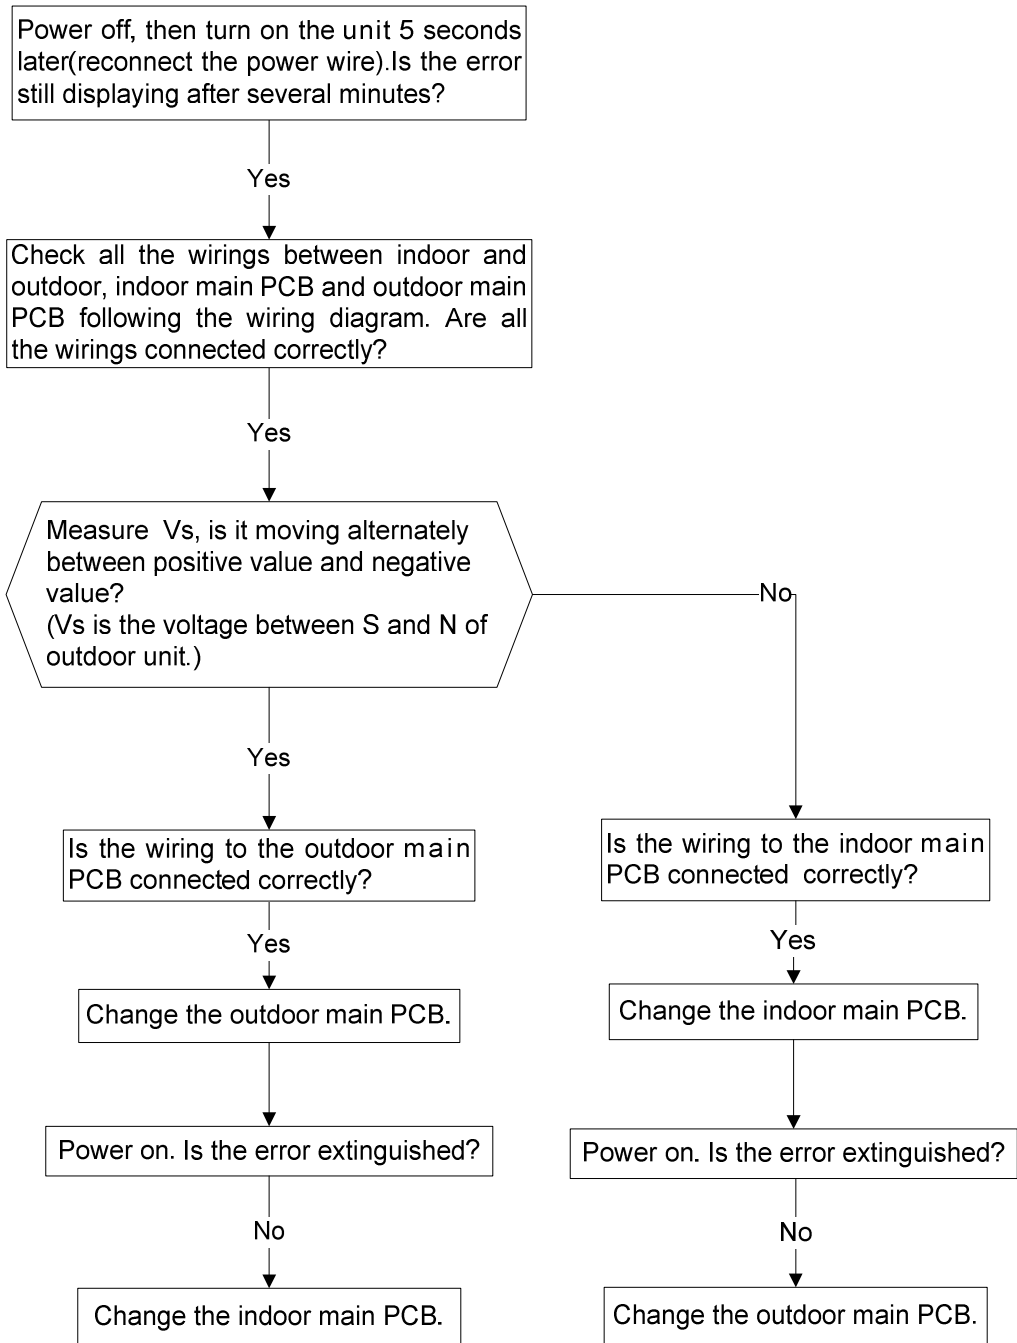 Power off, then turn on the unit 5 seconds
later(reconnect the power wire).Is the error
still displaying after several minutes?
Yes
Check all the wirings between indoor and
outdoor, indoor main PCB and outdoor main
PCB following the wiring diagram. Are all
the wirings connected correctly?
Yes
Measure Vs, is it moving alternately
between positive value and negative
value?
(Vs is the voltage between S and N of
outdoor unit.)
No
Yes
Is the wiring to the outdoor main
PCB connected correctly?
Yes
Change the outdoor main PCB.
Power on. Is the error extinguished?
No
Change the indoor main PCB.
Is the wiring to the indoor main
PCB connected correctly?
Yes
Change the indoor main PCB.
Power on. Is the error extinguished?
No
Change the outdoor main PCB.